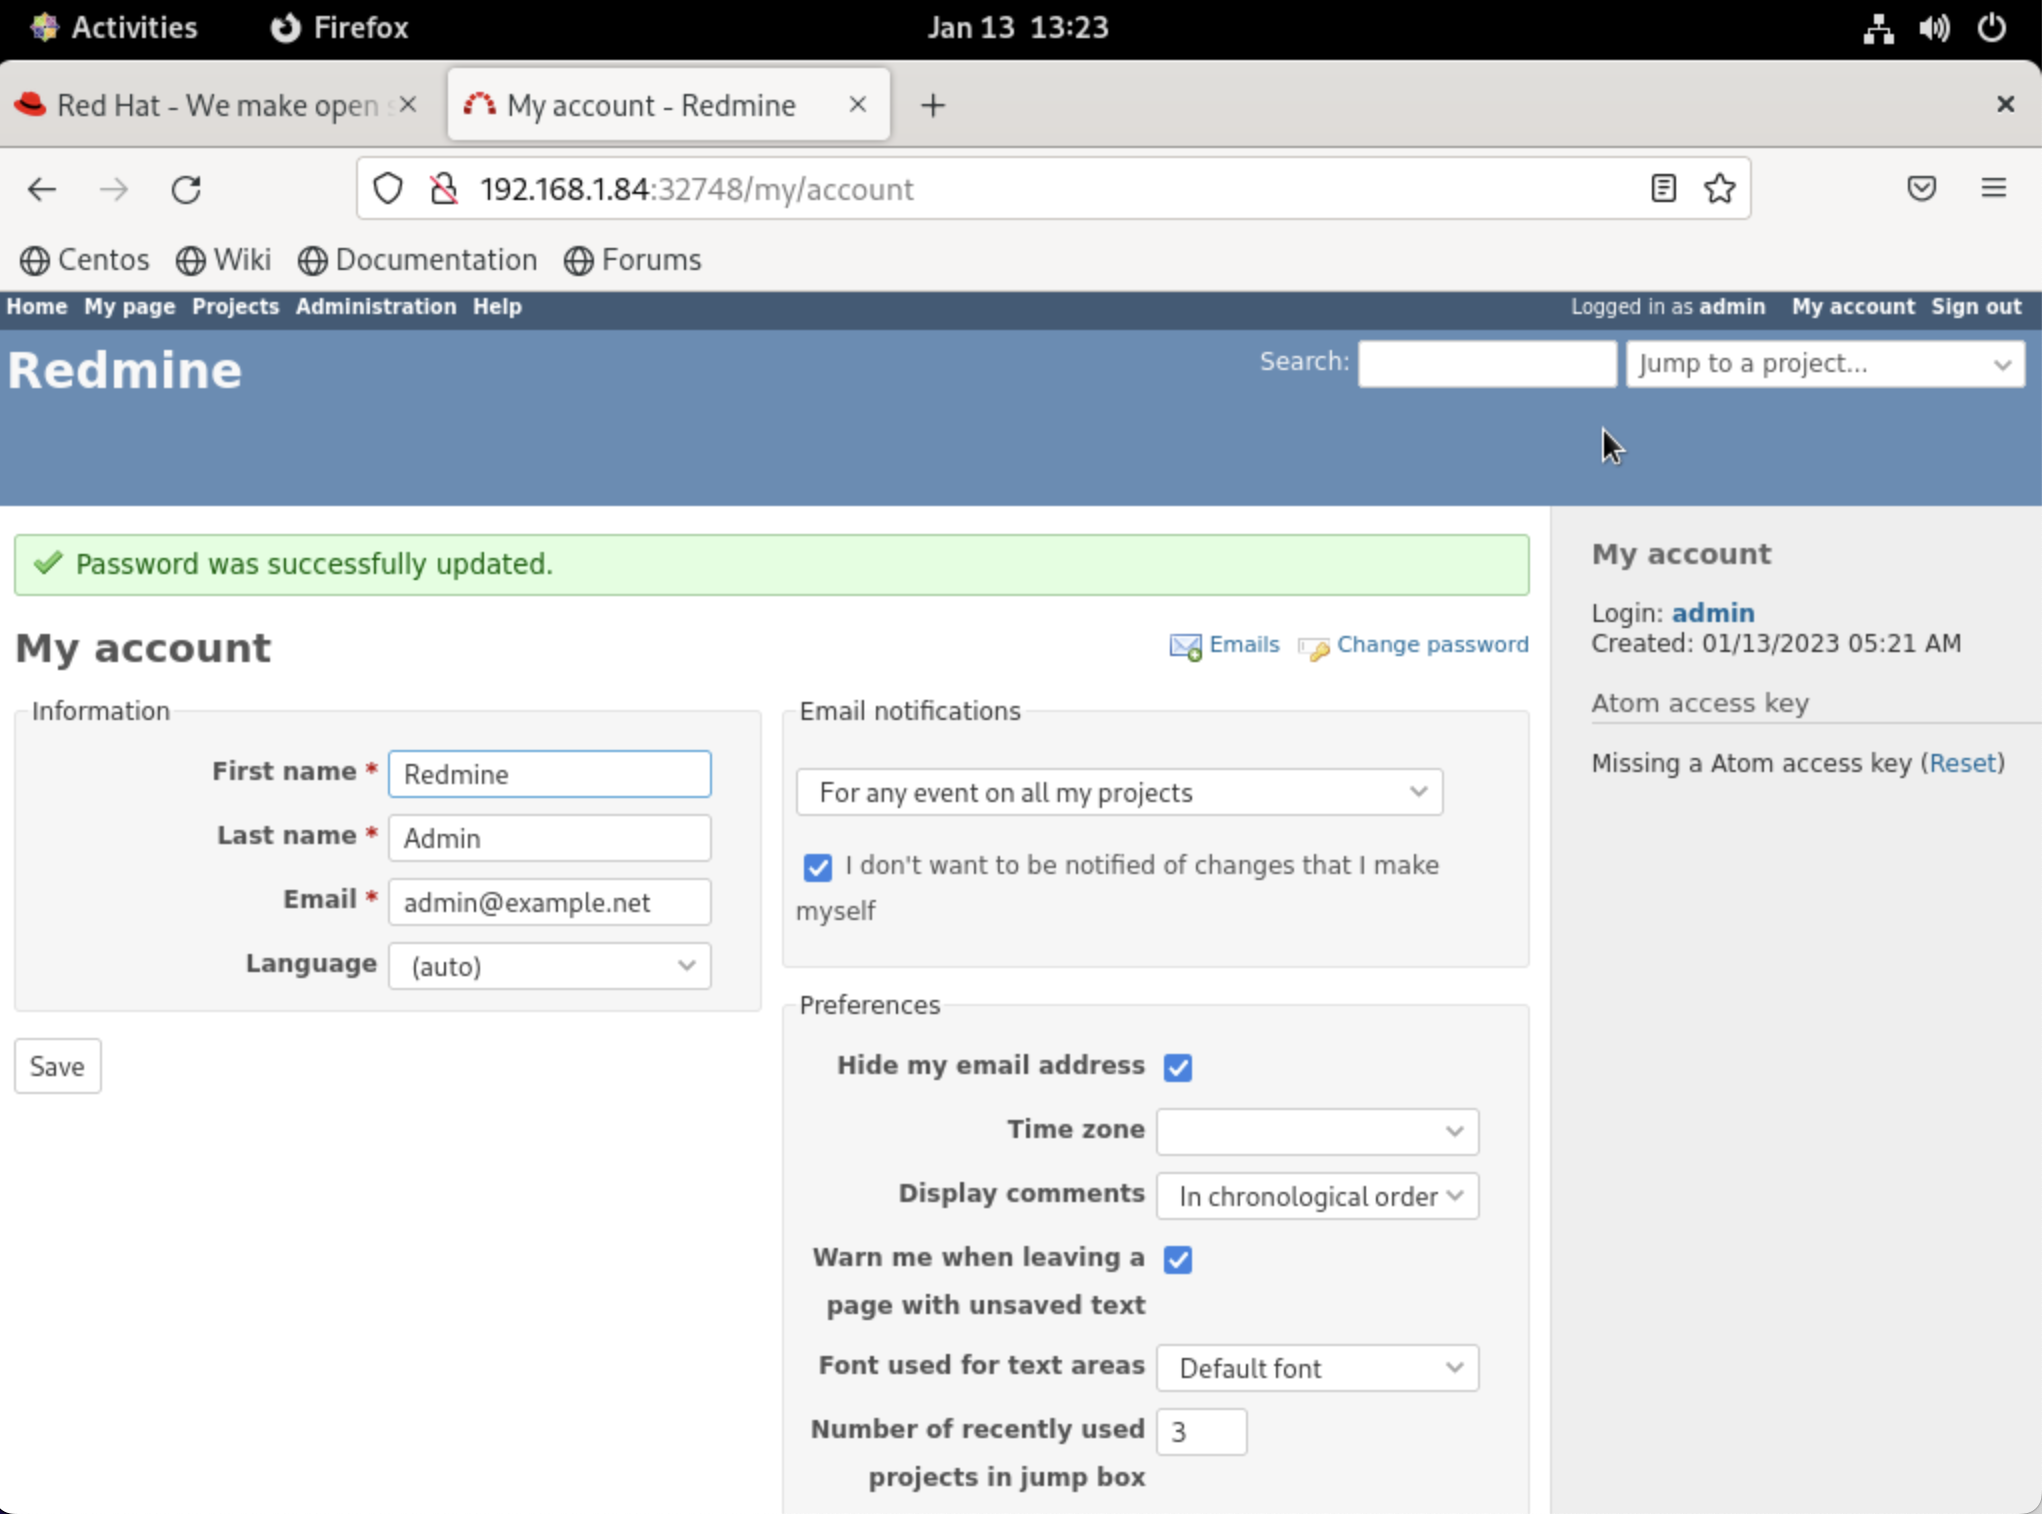 Activities Firefox Jan 13 13:23
Red Hat - We make open s My account - Redmine
192.168.1.84:32748/my/account
Centos Wiki Documentation Forums
Home My page Projects Administration Help Logged in as admin My account Sign out
Redmine Search: Jump to a project...
Password was successfully updated.
My account Emails Change password
Information
First name * Redmine
Last name * Admin
Email * admin@example.net
Language (auto)
Save
Email notifications
For any event on all my projects
I don't want to be notified of changes that I make
myself
Preferences
Hide my email address
Time zone
Display comments In chronological order
Warn me when leaving a
page with unsaved text
Font used for text areas Default font
Number of recently used 3
projects in jump box
My account
Login: admin
Created: 01/13/2023 05:21 AM
Atom access key
Missing a Atom access key (Reset)